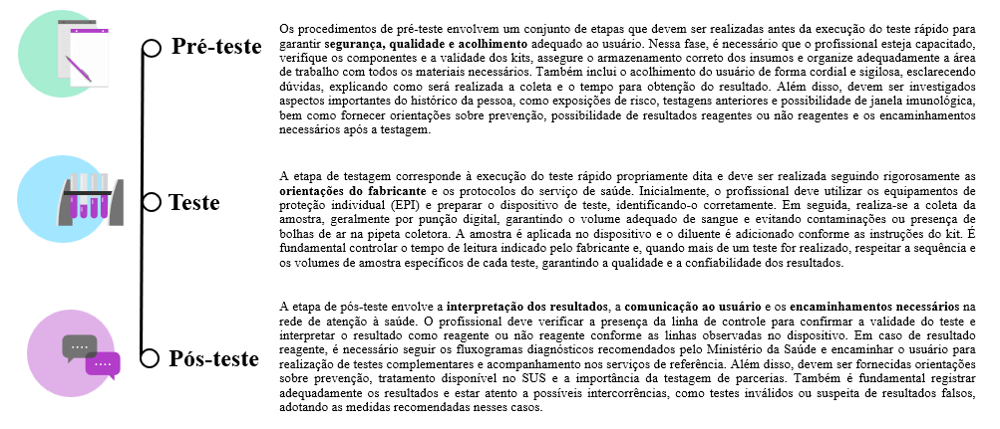 Pré-teste
Os procedimentos de pré-teste envolvem um conjunto de etapas que devem ser realizadas antes da execução do teste rápido para
garantir segurança, qualidade e acolhimento adequado ao usuário. Nessa fase, é necessário que o profissional esteja capacitado,
verifique os componentes e a validade dos kits, assegure o armazenamento correto dos insumos e organize adequadamente a área
de trabalho com todos os materiais necessários. Também inclui o acolhimento do usuário de forma cordial e sigilosa, esclarecendo
dúvidas, explicando como será realizada a coleta e o tempo para obtenção do resultado. Além disso, devem ser investigados
aspectos importantes do histórico da pessoa, como exposições de risco, testagens anteriores e possibilidade de janela imunológica,
bem como fornecer orientações sobre prevenção, possibilidade de resultados reagentes ou não reagentes e os encaminhamentos
necessários após a testagem.
Teste
A etapa de testagem corresponde à execução do teste rápido propriamente dita e deve ser realizada seguindo rigorosamente as
orientações do fabricante e os protocolos do serviço de saúde. Inicialmente, o profissional deve utilizar os equipamentos de
proteção individual (EPI) e preparar o dispositivo de teste, identificando-o corretamente. Em seguida, realiza-se a coleta da
amostra, geralmente por punção digital, garantindo o volume adequado de sangue e evitando contaminações ou presença de
bolhas de ar na pipeta coletora. A amostra é aplicada no dispositivo e o diluente é adicionado conforme as instruções do kit. É
fundamental controlar o tempo de leitura indicado pelo fabricante e, quando mais de um teste for realizado, respeitar a sequência e
os volumes de amostra específicos de cada teste, garantindo a qualidade e a confiabilidade dos resultados.
Pós-teste
A etapa de pós-teste envolve a interpretação dos resultados, a comunicação ao usuário e os encaminhamentos necessários na
rede de atenção à saúde. O profissional deve verificar a presença da linha de controle para confirmar a validade do teste e
interpretar o resultado como reagente ou não reagente conforme as linhas observadas no dispositivo. Em caso de resultado
reagente, é necessário seguir os fluxogramas diagnósticos recomendados pelo Ministério da Saúde e encaminhar o usuário para
realização de testes complementares e acompanhamento nos serviços de referência. Além disso, devem ser fornecidas orientações
sobre prevenção, tratamento disponível no SUS e a importância da testagem de parcerias. Também é fundamental registrar
adequadamente os resultados e estar atento a possíveis intercorrências, como testes inválidos ou suspeita de resultados falsos,
adotando as medidas recomendadas nesses casos.